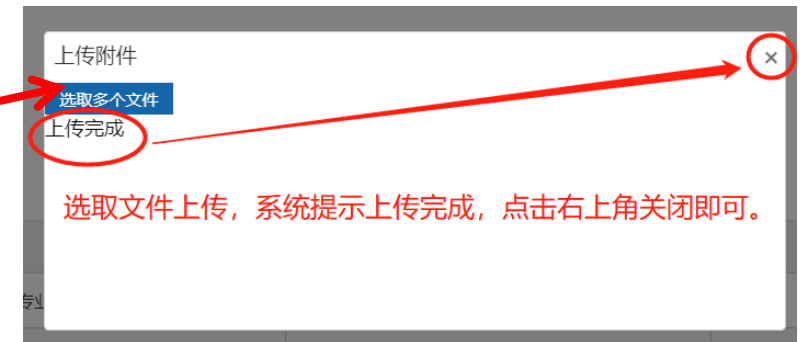 上传附件
×
选取多个文件
上传完成
选取文件上传，系统提示上传完成，点击右上角关闭即可。
专业